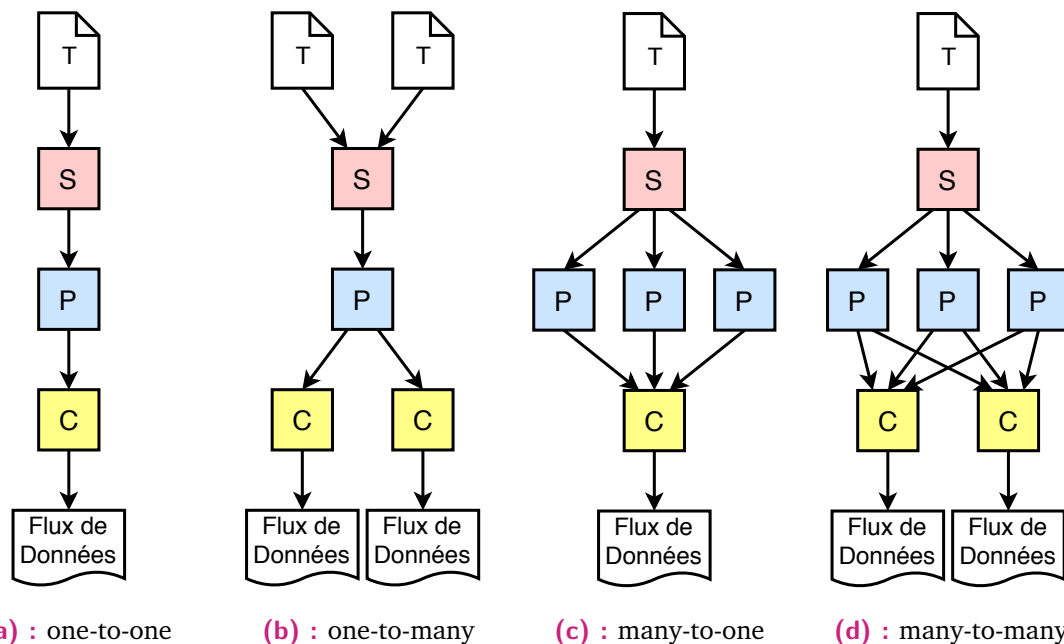 T
S
P
C
Flux de
Données
T
T
S
P
C
C
Flux de
Données
Flux de
Données
T
S
P
P
P
C
Flux de
Données
T
S
P
P
P
C
C
Flux de
Données
Flux de
Données
a) : one-to-one
(b) : one-to-many
(c) : many-to-one
(d) : many-to-many